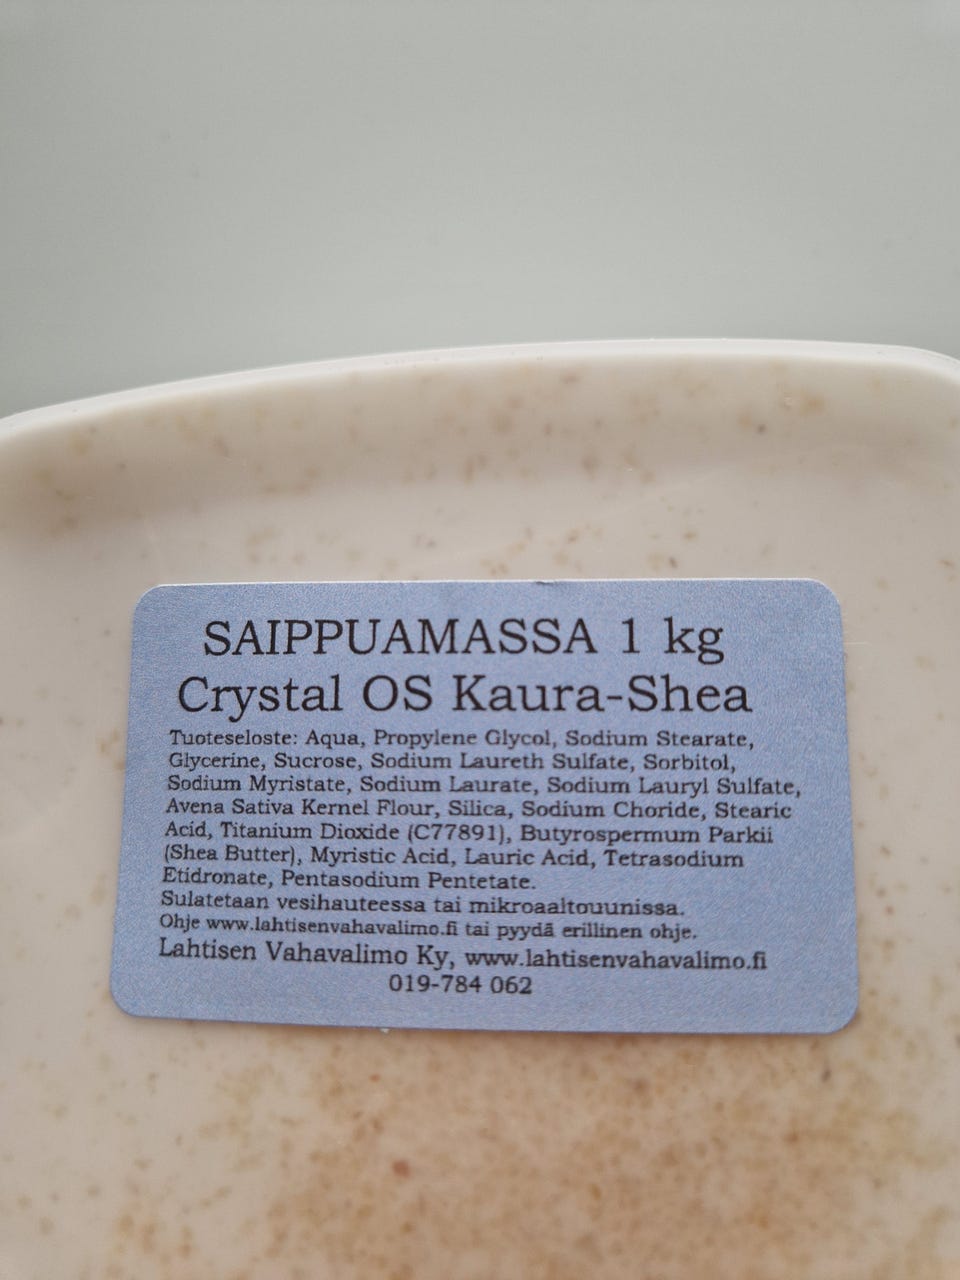 SAIPPUAMASSA 1 kg
Crystal OS Kaura-Shea
Tuoteseloste: Aqua, Propylene Glycol, Sodium Stearate,
Glycerine, Sucrose, Sodium Laureth Sulfate, Sorbitol,
Sodium Myristate, Sodium Laurate, Sodium Lauryl Sulfate,
Avena Sativa Kernel Flour, Silica, Sodium Choride, Stearic
Acid, Titanium Dioxide (C77891), Butyrospermum Parkii
(Shea Butter), Myristic Acid, Lauric Acid, Tetrasodium
Etidronate, Pentasodium Pentetate.
Sulatetaan vesihauteessa tai mikroaaltouunissa.
Ohje www.lahtisenvahavalimo.fi tai pyydä erillinen ohje.
Lahtisen Vahavalimo Ky, www.lahtisenvahavalimo.fi
019-784 062